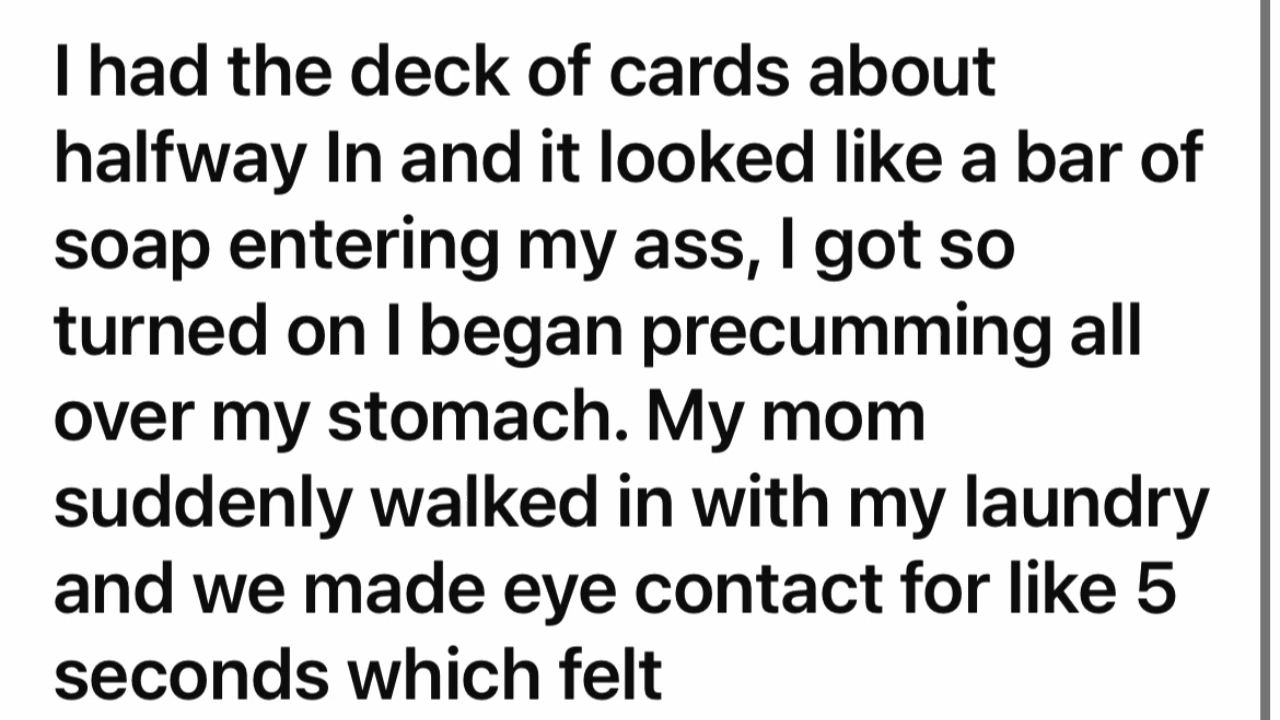 I had the deck of cards about
halfway In and it looked like a bar of
soap entering my ass, I got so
turned on I began precumming all
over my stomach. My mom
suddenly walked in with my laundry
and we made eye contact for like 5
seconds which felt